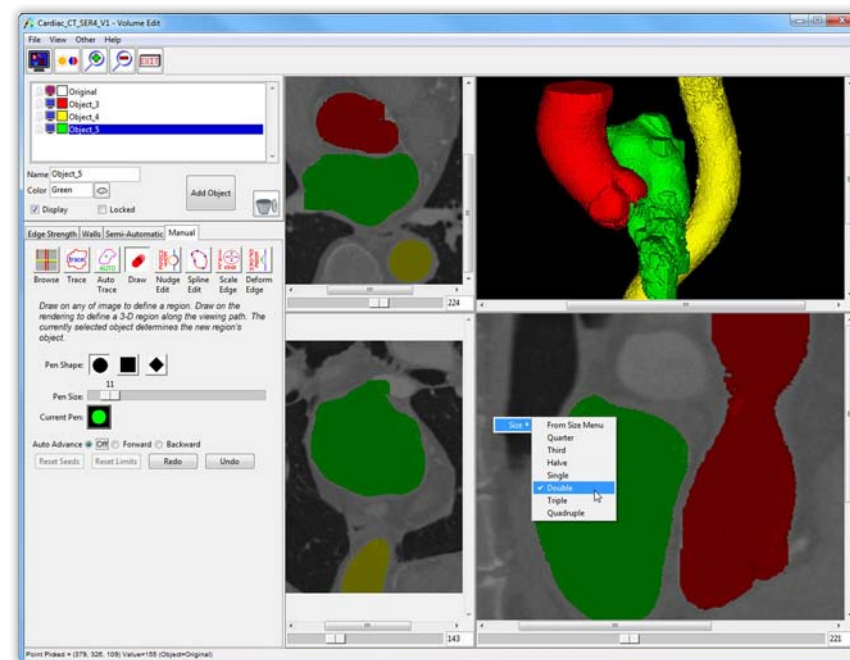 Cardiac_CT_SER4_V1 - Volume Edit
File View Other Help
EXIT
Original
Object_3
Object_4
Object_5
Name Object_5
Color Green
Add Object
Display Locked
Edge Strength Walls Semi-Automatic Manual
trace AUTO
Browse Trace Auto Trace Draw Nudge Edit Spline Edit Scale Edge Deform Edge
Draw on any of image to define a region. Draw on the
rendering to define a 3-D region along the viewing path. The
currently selected object determines the new region's
object.
Pen Shape:
11
Pen Size:
Current Pen:
Auto Advance Off Forward Backward
Reset Seeds Reset Limits Redo Undo
224
Size
From Size Menu
Quarter
Third
Halve
Single
Double
Triple
Quadruple
143
221
Point Picked = (379, 326, 109) Value=155 (Object=Original)